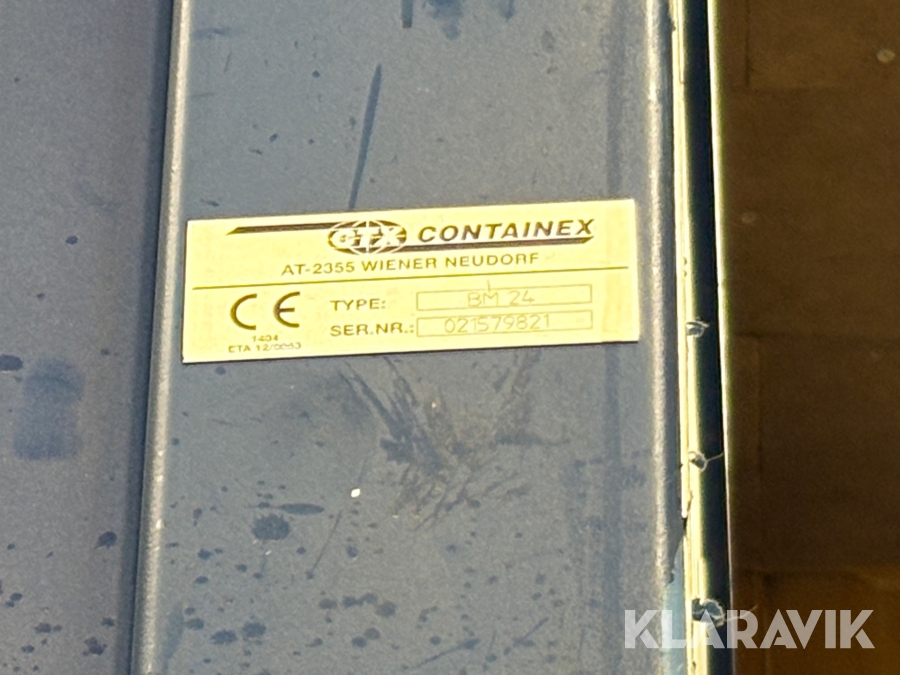 CTX CONTAINEX
AT-2355 WIENER NEUDORF
CE
TYPE: BM 24
SER.NR.: 021579821
1404
ETA 12/0063
KLARAVIK